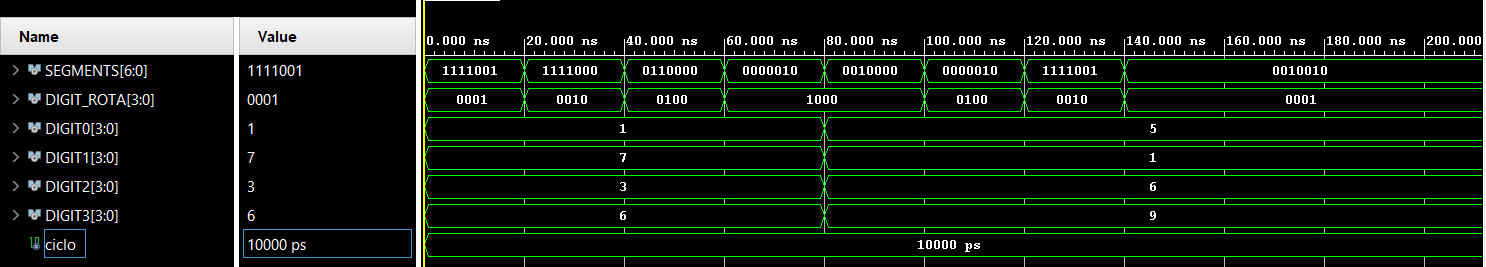 Name Value
0.000 ns 20.000 ns 40.000 ns 60.000 ns 80.000 ns 100.000 ns 120.000 ns 140.000 ns 160.000 ns 180.000 ns 200.000
SEGMENTS[6:0] 1111001 1111001 1111000 0110000 0000010 0010000 0000010 1111001 0010010
DIGIT_ROTA[3:0] 0001 0001 0010 0100 1000 0100 0010 0001
DIGIT0[3:0] 1 1 5
DIGIT1[3:0] 7 7 1
DIGIT2[3:0] 3 3 6
DIGIT3[3:0] 6 6 9
ciclo 10000 ps 10000 ps